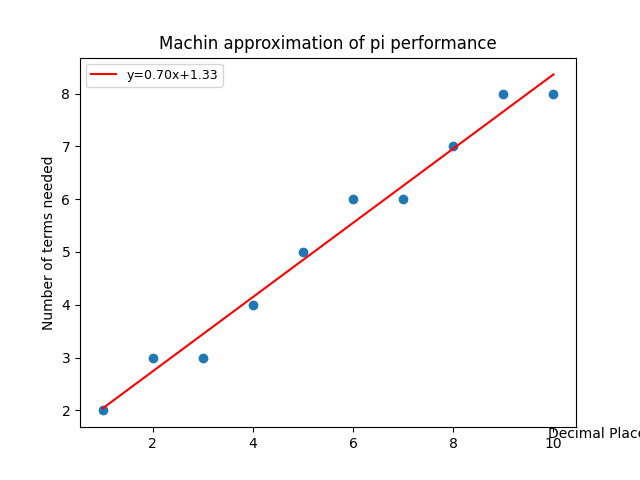 Machin approximation of pi performance
y=0.70x+1.33
Number of terms needed
8
7
6
5
4
3
2
2 4 6 8 10
Decimal Place